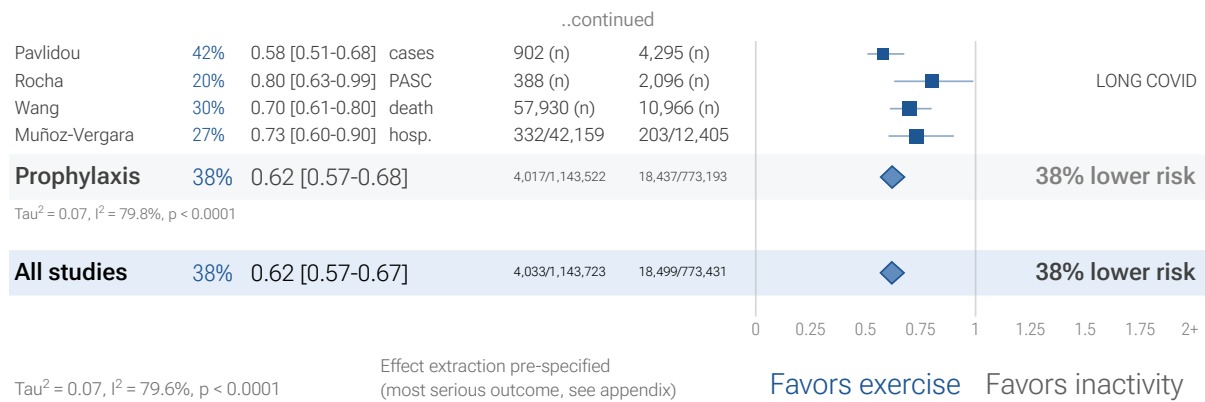 ..continued
Pavlidou 42% 0.58 [0.51-0.68] cases 902 (n) 4,295 (n)
Rocha 20% 0.80 [0.63-0.99] PASC 388 (n) 2,096 (n) LONG COVID
Wang 30% 0.70 [0.61-0.80] death 57,930 (n) 10,966 (n)
Muñoz-Vergara 27% 0.73 [0.60-0.90] hosp. 332/42,159 203/12,405
Prophylaxis 38% 0.62 [0.57-0.68] 4,017/1,143,522 18,437/773,193 38% lower risk
Tau² = 0.07, I² = 79.8%, p < 0.0001
All studies 38% 0.62 [0.57-0.67] 4,033/1,143,723 18,499/773,431 38% lower risk
0 0.25 0.5 0.75 1 1.25 1.5 1.75 2+
Effect extraction pre-specified
Tau² = 0.07, I² = 79.6%, p < 0.0001 (most serious outcome, see appendix) Favors exercise Favors inactivity